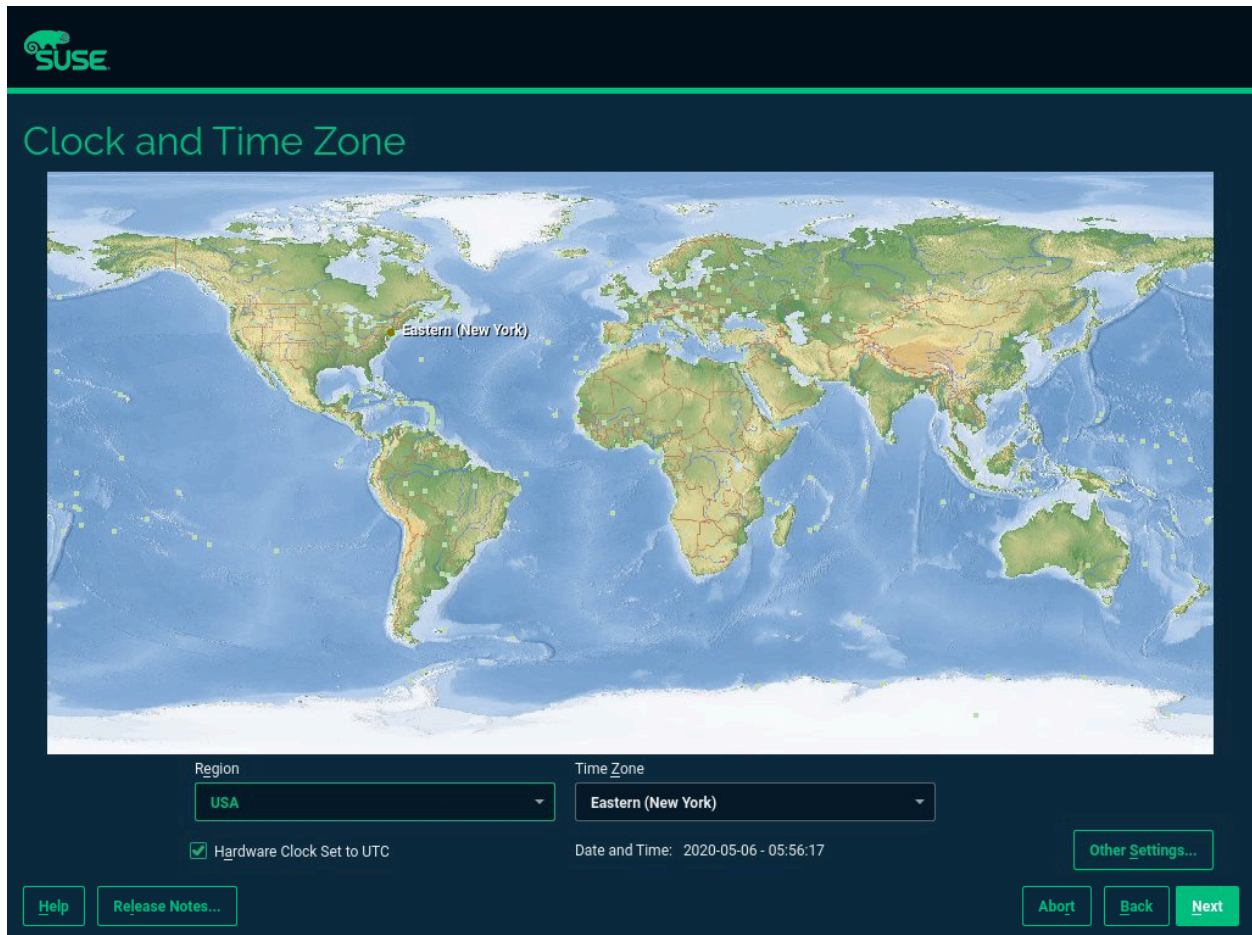 SUSE
Clock and Time Zone
Eastern (New York)
Region
Time Zone
USA
Eastern (New York)
Hardware Clock Set to UTC
Date and Time: 2020-05-06 - 05:56:17
Other Settings...
Help
Release Notes...
Abort
Back
Next